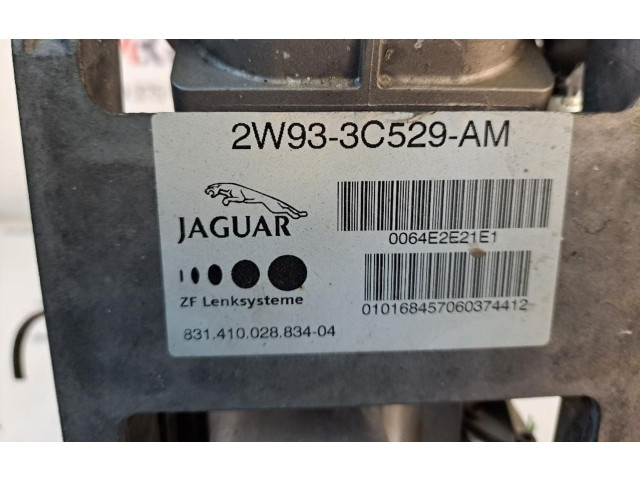 2W93-3C529-AM
JAGUAR
0064E2E21E1
ZF Lenksysteme
010168457060374412
831.410.028.834-04